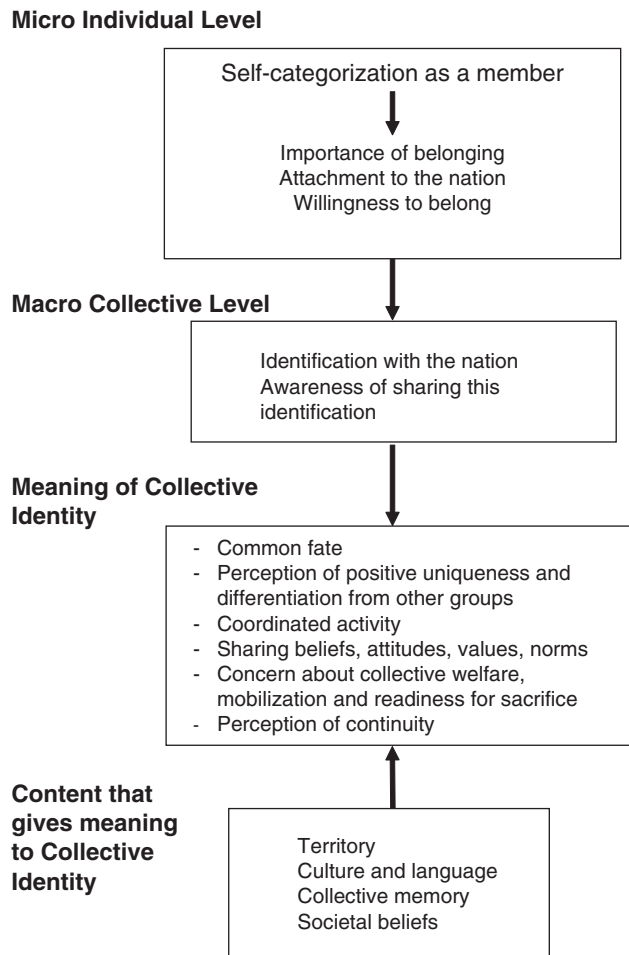 Micro Individual Level
Self-categorization as a member
Importance of belonging
Attachment to the nation
Willingness to belong
Macro Collective Level
Identification with the nation
Awareness of sharing this
identification
Meaning of Collective
Identity
- Common fate
- Perception of positive uniqueness and
differentiation from other groups
- Coordinated activity
- Sharing beliefs, attitudes, values, norms
- Concern about collective welfare,
mobilization and readiness for sacrifice
- Perception of continuity
Content that
gives meaning
to Collective
Identity
Territory
Culture and language
Collective memory
Societal beliefs